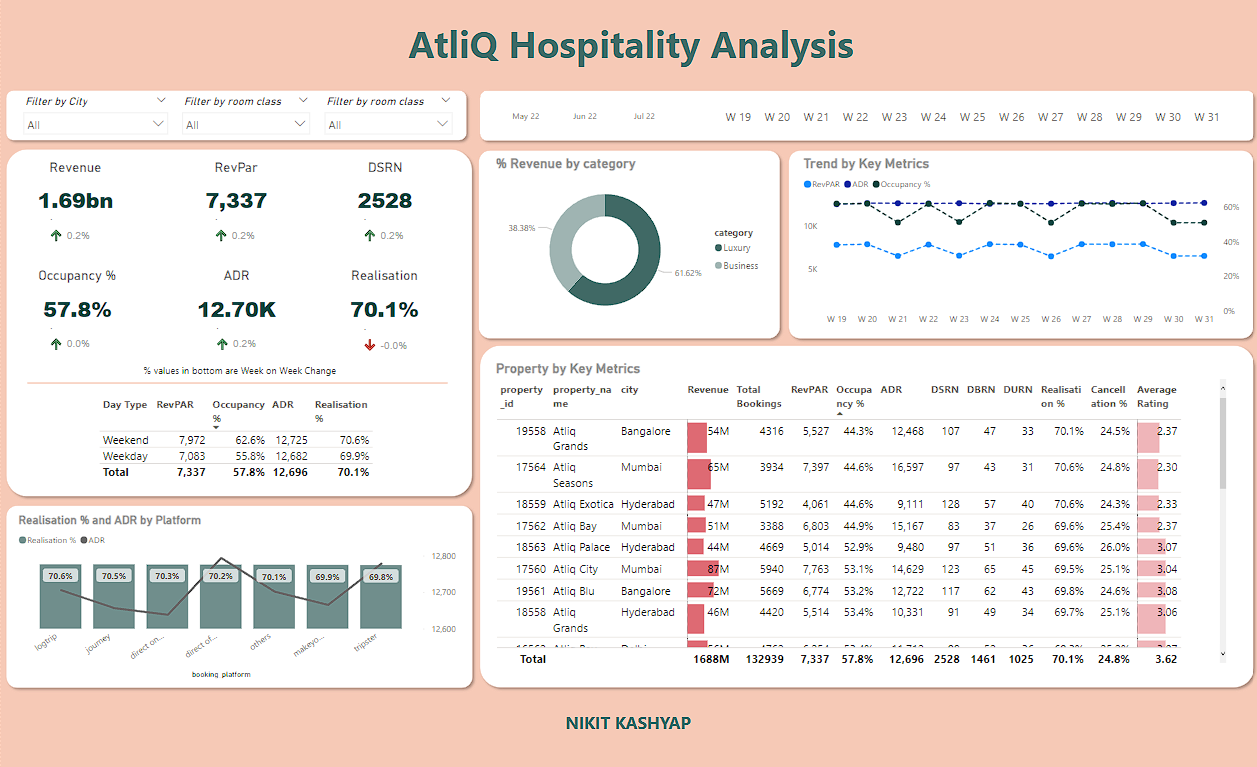 AtliQ Hospitality Analysis
Filter by City
Filter by room class
Filter by room class
All
All
All
May 22 Jun 22 Jul 22
W 19 W 20 W 21 W 22 W 23 W 24 W 25 W 26 W 27 W 28 W 29 W 30 W 31
Revenue RevPar DSRN
1.69bn 7,337 2528
0.2% 0.2% 0.2%
Occupancy % ADR Realisation
57.8% 12.70K 70.1%
0.0% 0.2% -0.0%
% values in bottom are Week on Week Change
Day Type RevPAR Occupancy ADR Realisation
% %
Weekend 7,972 62.6% 12,725 70.6%
Weekday 7,083 55.8% 12,682 69.9%
Total 7,337 57.8% 12,696 70.1%
% Revenue by category
38.38%
61.62%
category
Luxury
Business
Trend by Key Metrics
RevPAR ADR Occupancy %
10K
5K
60%
40%
20%
0%
W 19 W 20 W 21 W 22 W 23 W 24 W 25 W 26 W 27 W 28 W 29 W 30 W 31
Realisation % and ADR by Platform
Realisation % ADR
70.6% 70.5% 70.3% 70.2% 70.1% 69.9% 69.8%
12,800
12,700
12,600
logtrip journey direct on... direct of... others makeyo... tripster
booking_platform
Property by Key Metrics
property property_na city Revenue Total RevPAR Occupa ADR DSRN DBRN DURN Realisati Cancell Average
_id me Bookings ncy % on % ation % Rating
19558 Atliq Bangalore 54M 4316 5,527 44.3% 12,468 107 47 33 70.1% 24.5% 2.37
Grands
17564 Atliq Mumbai 65M 3934 7,397 44.6% 16,597 97 43 31 70.6% 24.8% 2.30
Seasons
18559 Atliq Exotica Hyderabad 47M 5192 4,061 44.6% 9,111 128 57 40 70.6% 24.3% 2.33
17562 Atliq Bay Mumbai 51M 3388 6,803 44.9% 15,167 83 37 26 69.6% 25.4% 2.37
18563 Atliq Palace Hyderabad 44M 4669 5,014 52.9% 9,480 97 51 36 69.6% 26.0% 3.07
17560 Atliq City Mumbai 87M 5940 7,763 53.1% 14,629 123 65 45 69.5% 25.1% 3.04
19561 Atliq Blu Bangalore 72M 5669 6,774 53.2% 12,722 117 62 43 69.8% 24.6% 3.08
18558 Atliq Hyderabad 46M 4420 5,514 53.4% 10,331 91 49 34 69.7% 25.1% 3.06
Grands
Total 1688M 132939 7,337 57.8% 12,696 2528 1461 1025 70.1% 24.8% 3.62
NIKIT KASHYAP